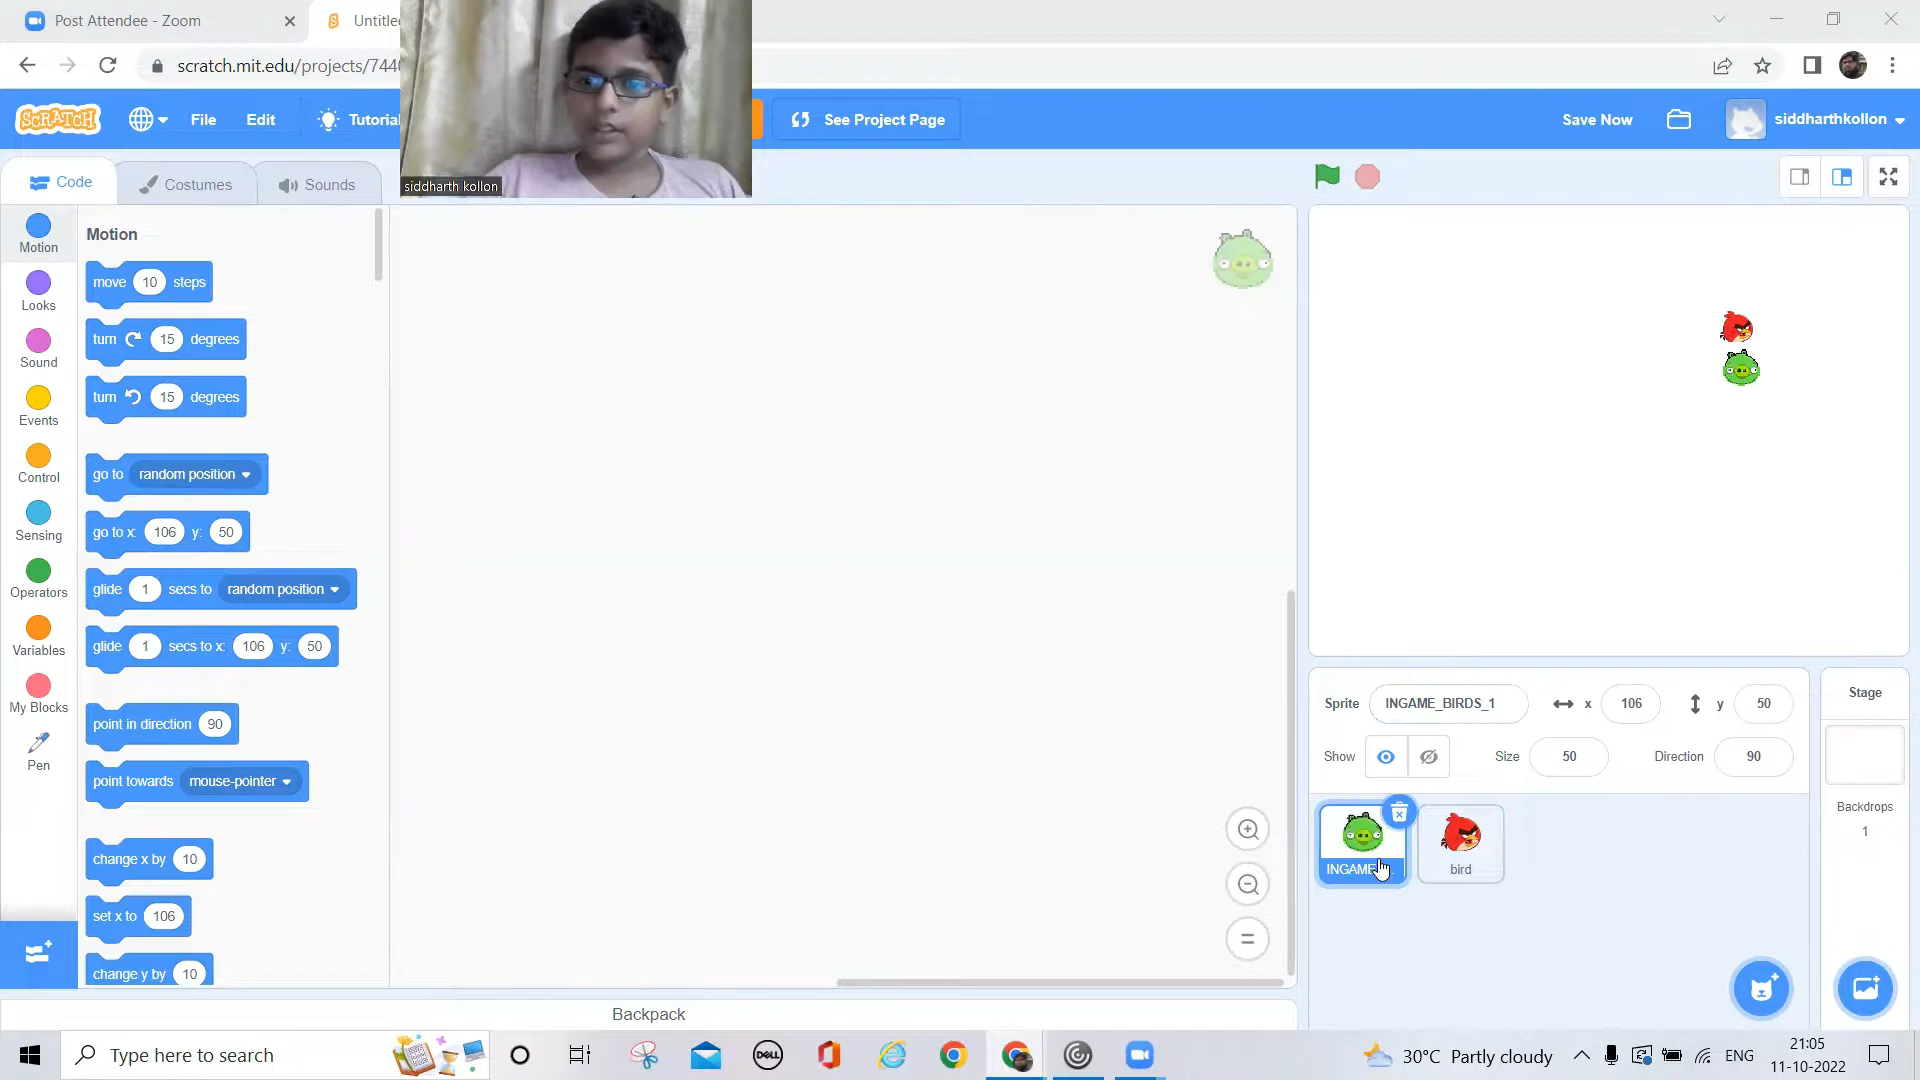 Post Attendee - Zoom
Untitle
scratch.mit.edu/projects/7440
SCRATCH
File
Edit
Tutorial
See Project Page
Save Now
siddharthkollon
siddharth kollon
Code
Costumes
Sounds
Motion
Looks
Sound
Events
Control
Sensing
Operators
Variables
My Blocks
Pen
Motion
move 10 steps
turn 15 degrees
turn 15 degrees
go to random position
go to x: 106 y: 50
glide 1 secs to random position
glide 1 secs to x: 106 y: 50
point in direction 90
point towards mouse-pointer
change x by 10
set x to 106
change y by 10
Sprite INGAME_BIRDS_1 x 106 y 50
Show Size 50 Direction 90
INGAME
bird
Stage
Backdrops
1
Backpack
Type here to search
DELL
30°C Partly cloudy
ENG
21:05
11-10-2022